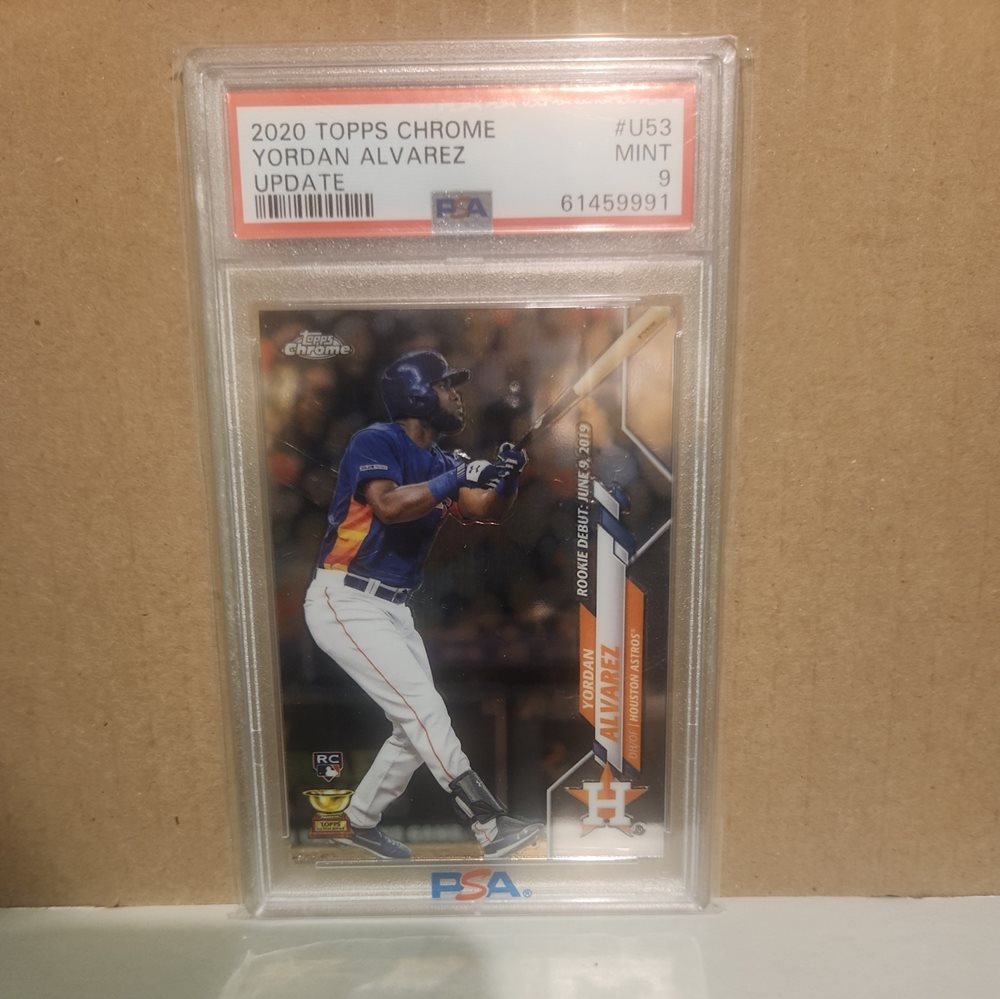 2020 TOPPS CHROME #U53
YORDAN ALVAREZ MINT
UPDATE 9
PSA 61459991
Topps
Chrome
ROOKIE DEBUT: JUNE 9, 2019
YORDAN
ALVAREZ
DH/OF | HOUSTON ASTROS®
RC
TOPPS
H
PSA®